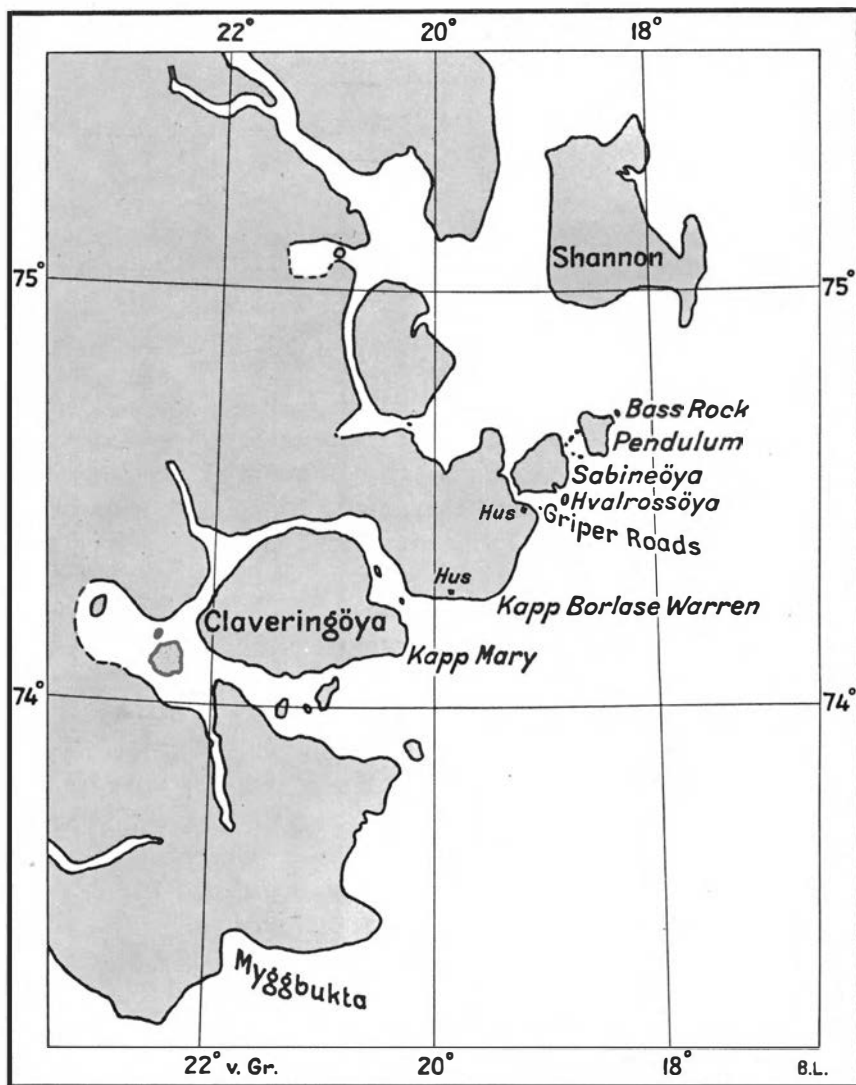 22° 20° 18°
75° 75°
Shannon
Bass Rock
Pendulum
Sabineöya
Hvalrossöya
Hus
Griper Roads
Hus
Kapp Borlase Warren
Claveringöya
Kapp Mary
74° 74°
Myggbukta
22° v. Gr. 20° 18° B.L.